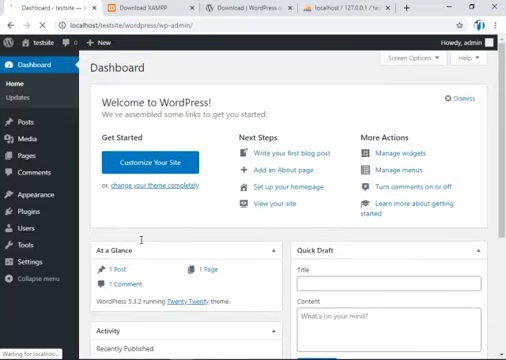 Dashboard ‹ testsite — WordP
Download XAMPP
Download | WordPress.org
localhost / 127.0.0.1 /
localhost/testsite/wordpress/wp-admin/
testsite
0
New
Howdy, admin
Dashboard
Home
Updates
Posts
Media
Pages
Comments
Appearance
Plugins
Users
Tools
Settings
Collapse menu
Dashboard
Screen Options
Help
Welcome to WordPress!
We've assembled some links to get you started:
Dismiss
Get Started
Customize Your Site
or, change your theme completely
Next Steps
Write your first blog post
Add an About page
Set up your homepage
View your site
More Actions
Manage widgets
Manage menus
Turn comments on or off
Learn more about getting
started
At a Glance
1 Post
1 Page
1 Comment
WordPress 5.3.2 running Twenty Twenty theme.
Activity
Recently Published
Quick Draft
Title
Content
What's on your mind?
Waiting for localhos...